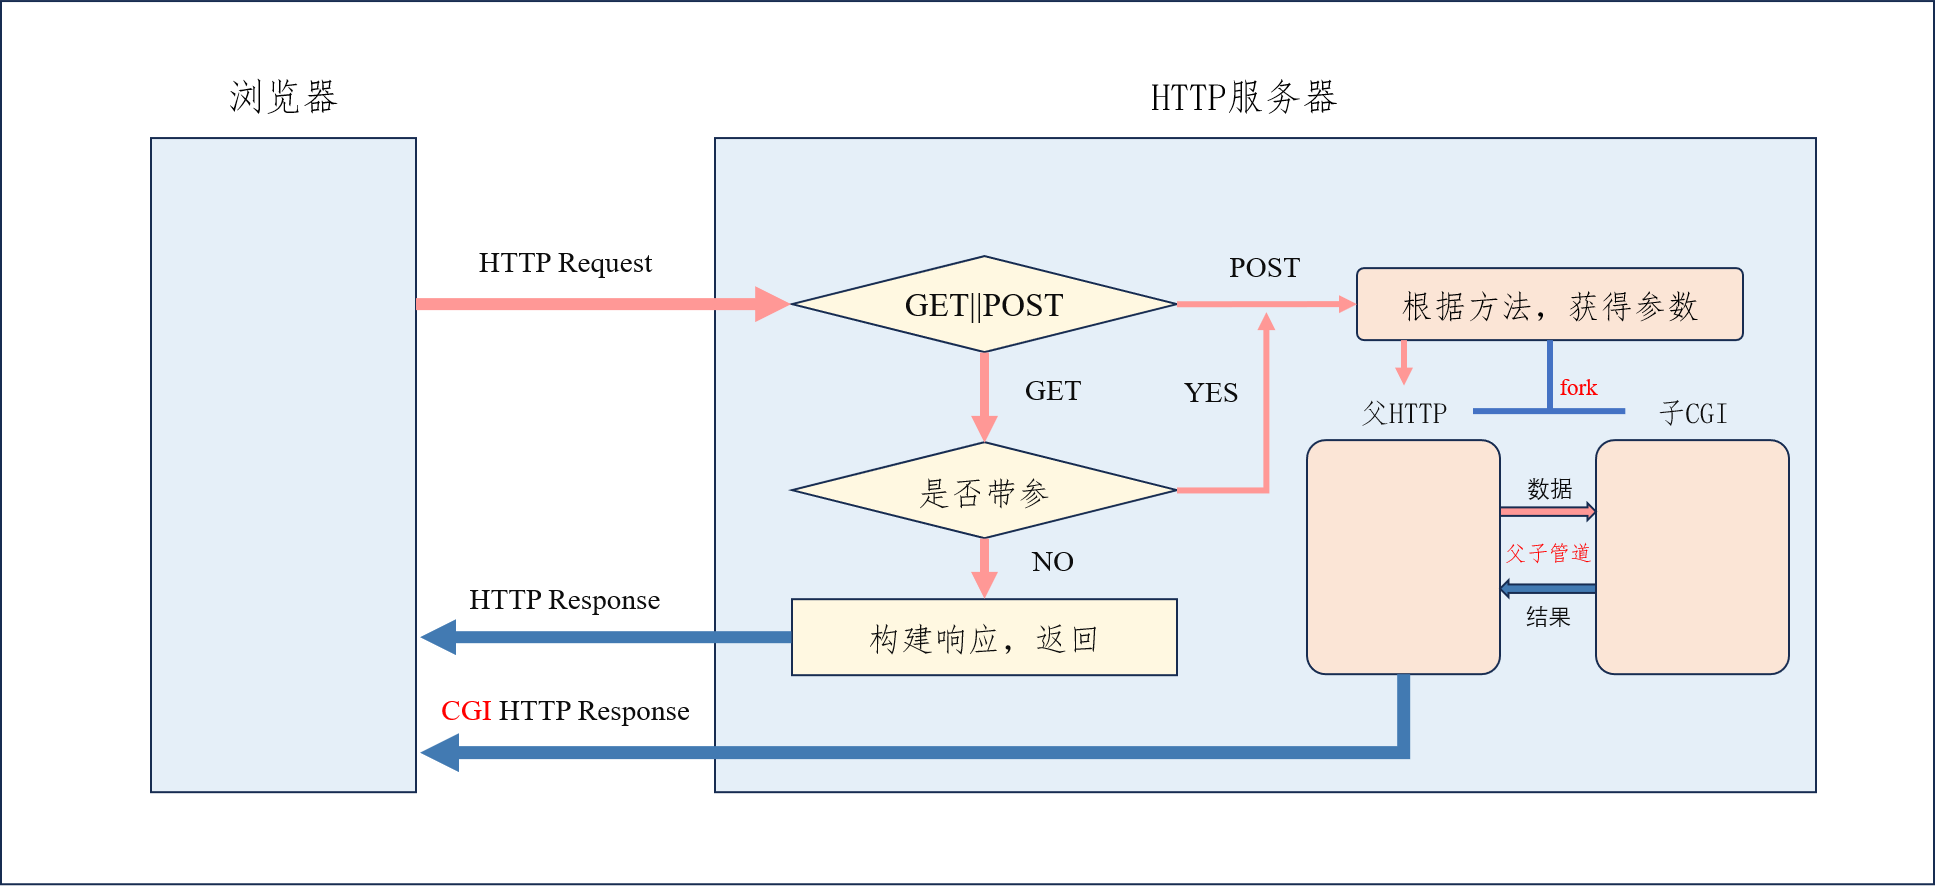 浏览器
HTTP服务器
HTTP Request
GET||POST
POST
根据方法，获得参数
GET
YES
fork
父HTTP
子CGI
是否带参
数据
父子管道
结果
NO
HTTP Response
构建响应，返回
CGI HTTP Response